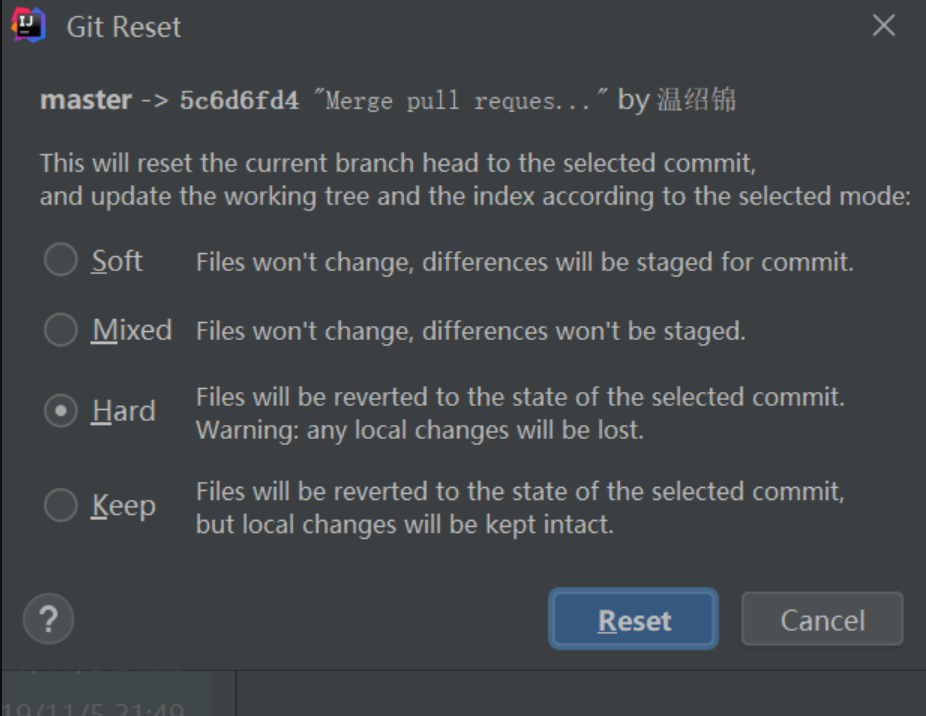 IJ
Git Reset
master -> 5c6d6fd4 "Merge pull reques..." by 温绍锦
This will reset the current branch head to the selected commit,
and update the working tree and the index according to the selected mode:
Soft Files won't change, differences will be staged for commit.
Mixed Files won't change, differences won't be staged.
Hard Files will be reverted to the state of the selected commit.
Warning: any local changes will be lost.
Keep Files will be reverted to the state of the selected commit,
but local changes will be kept intact.
? Reset Cancel
19/11/5 21:49